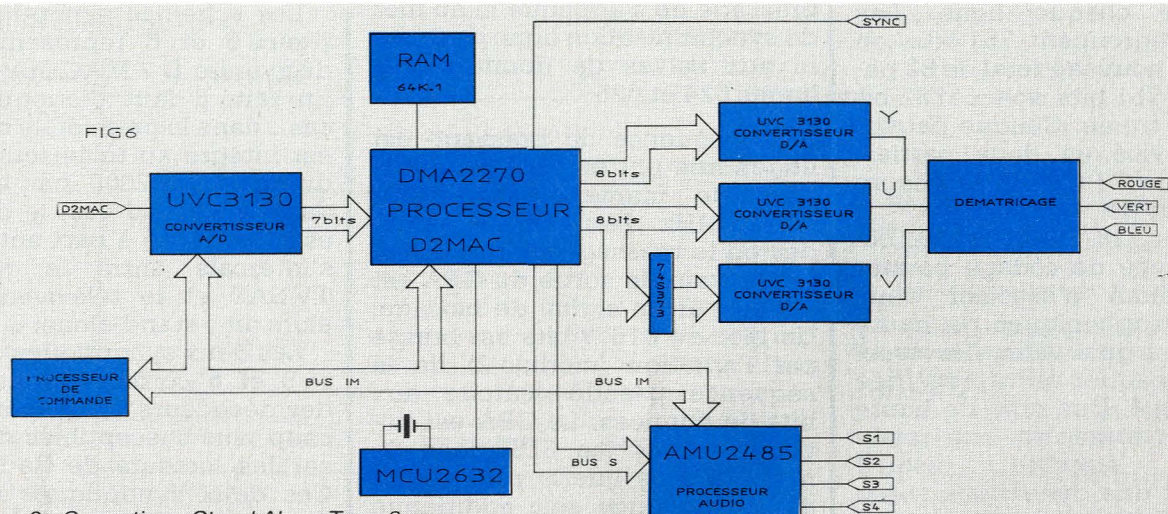 SYNC
RAM
64K.1
FIG6
UVC 3130
CONVERTISSEUR
D/A
Y
8bits
DMA2270
PROCESSEUR
D2MAC
D2MAC
UVC3130
CONVERTISSEUR
A/D
7bits
8bits
UVC 3130
CONVERTISSEUR
D/A
U
DEMATRICAGE
ROUGE
VERT
BLEU
74S373
UVC 3130
CONVERTISSEUR
D/A
V
PROCESSEUR
DE
COMMANDE
BUS IM
BUS IM
MCU2632
BUS S
AMU2485
PROCESSEUR
AUDIO
S1
S2
S3
S4